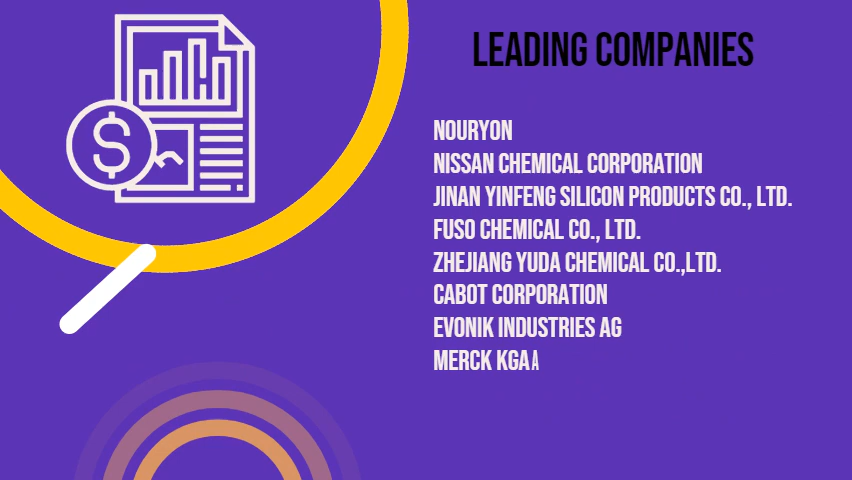 LEADING COMPANIES
NOURYON
NISSAN CHEMICAL CORPORATION
JINAN YINFENG SILICON PRODUCTS CO., LTD.
FUSO CHEMICAL CO., LTD.
ZHEJIANG YUDA CHEMICAL CO.,LTD.
CABOT CORPORATION
EVONIK INDUSTRIES AG
MERCK KGAA
$